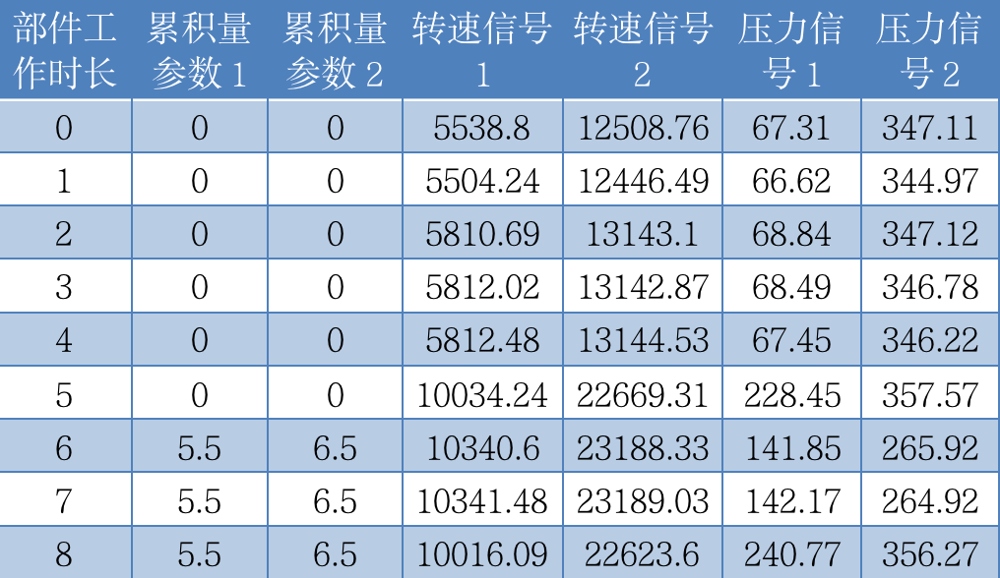 部件工作时长 累积量参数1 累积量参数2 转速信号1 转速信号2 压力信号1 压力信号2
0 0 0 5538.8 12508.76 67.31 347.11
1 0 0 5504.24 12446.49 66.62 344.97
2 0 0 5810.69 13143.1 68.84 347.12
3 0 0 5812.02 13142.87 68.49 346.78
4 0 0 5812.48 13144.53 67.45 346.22
5 0 0 10034.24 22669.31 228.45 357.57
6 5.5 6.5 10340.6 23188.33 141.85 265.92
7 5.5 6.5 10341.48 23189.03 142.17 264.92
8 5.5 6.5 10016.09 22623.6 240.77 356.27